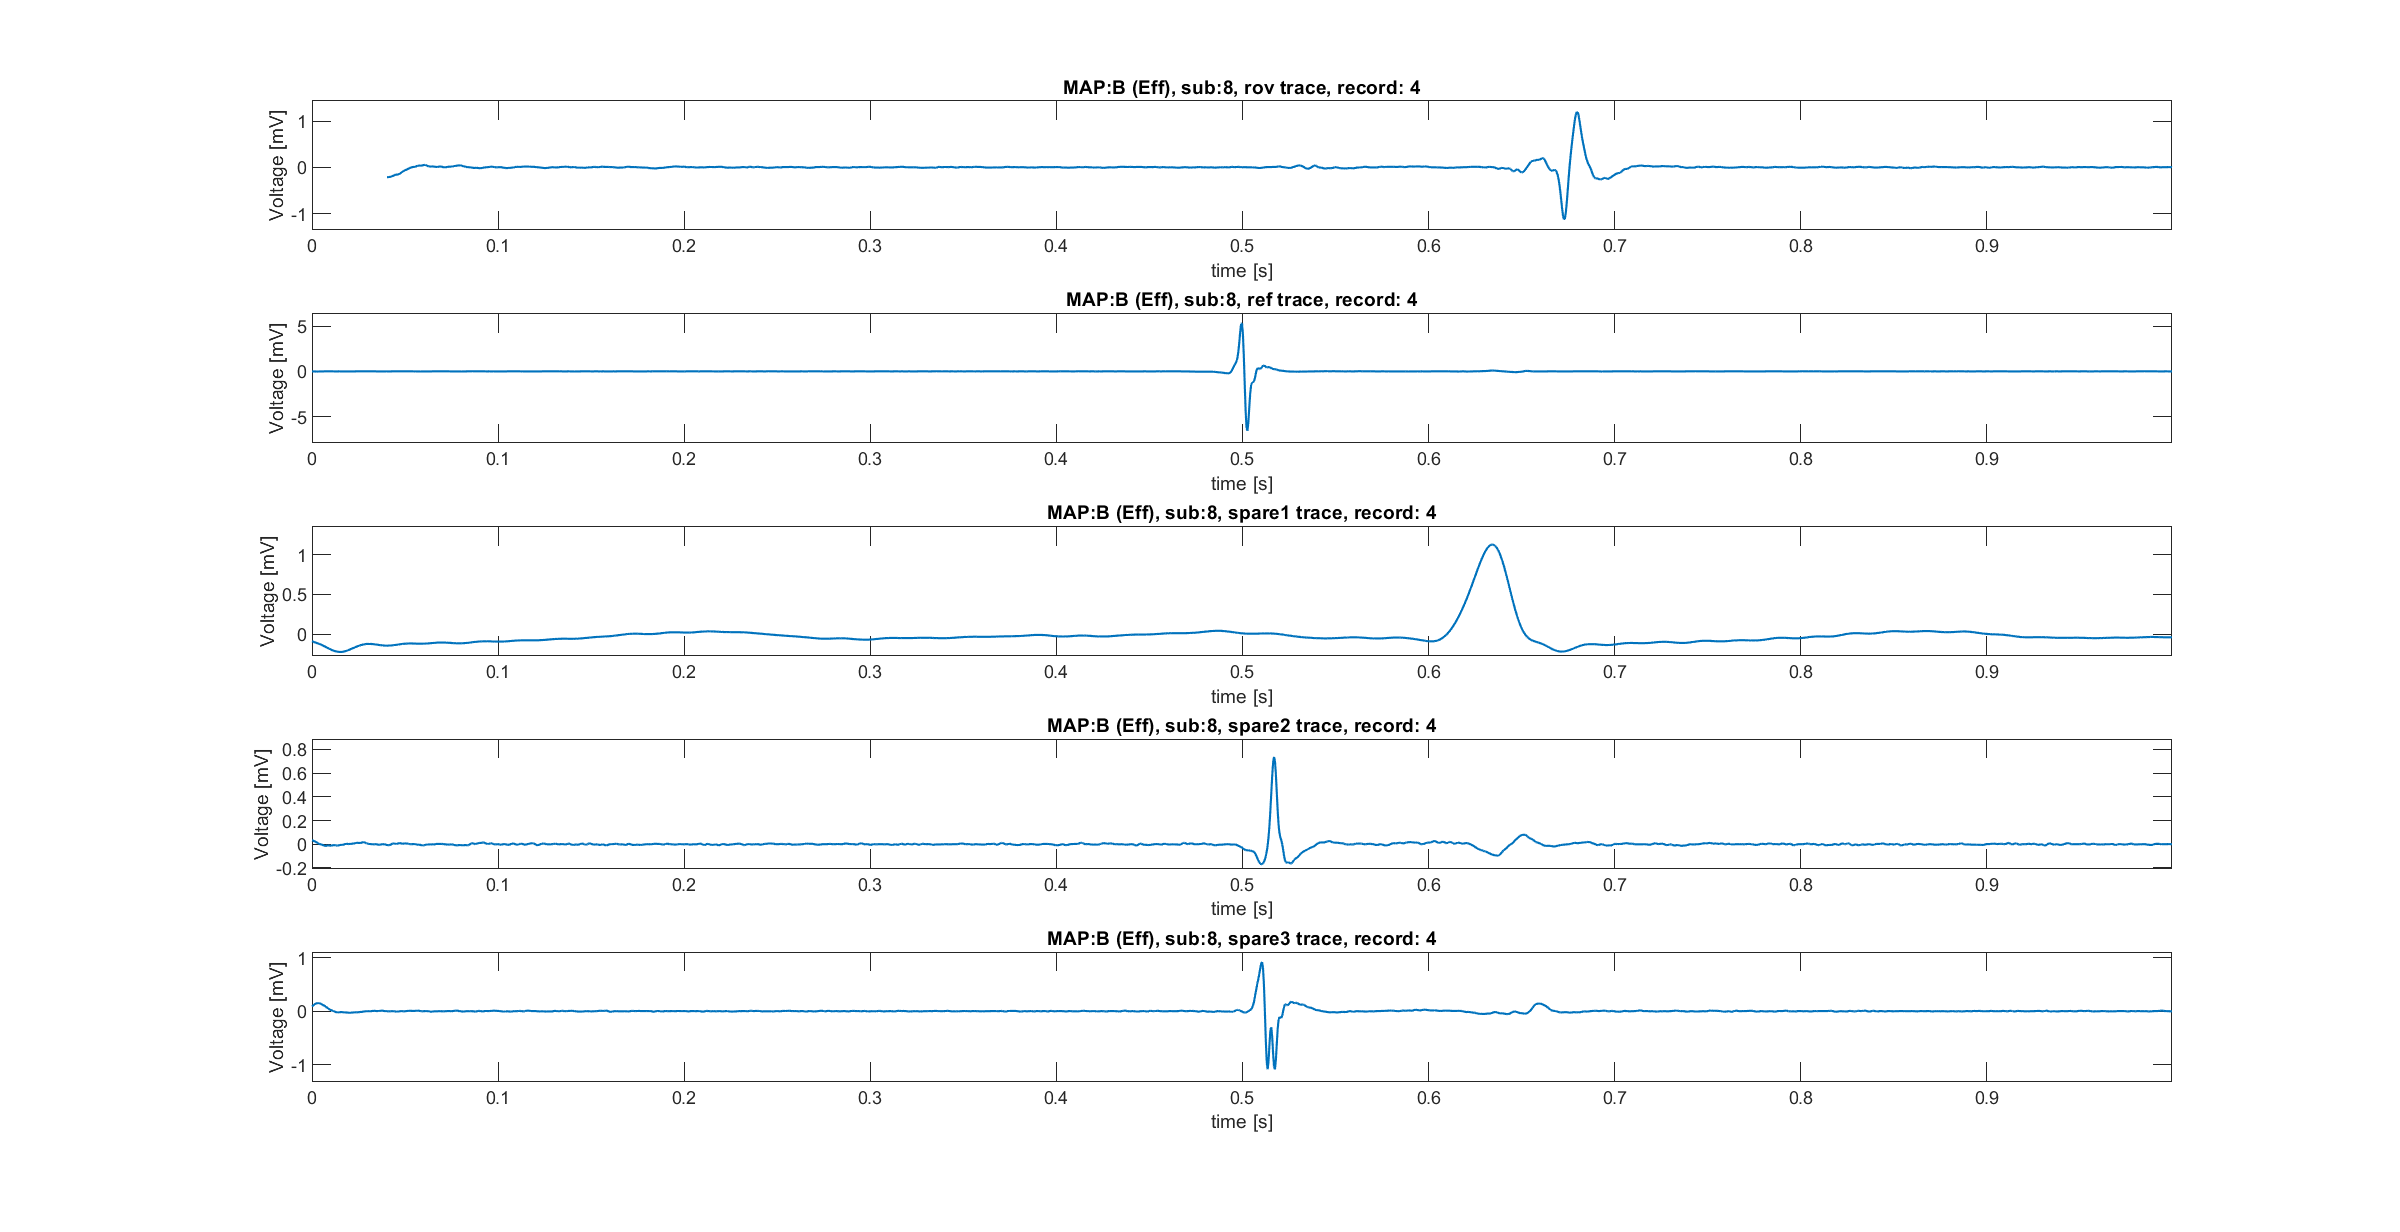 MAP:B (Eff), sub:8, rov trace, record: 4
Voltage [mV]
1
0
-1
0 0.1 0.2 0.3 0.4 0.5 0.6 0.7 0.8 0.9
time [s]
MAP:B (Eff), sub:8, ref trace, record: 4
Voltage [mV]
5
0
-5
0 0.1 0.2 0.3 0.4 0.5 0.6 0.7 0.8 0.9
time [s]
MAP:B (Eff), sub:8, spare1 trace, record: 4
Voltage [mV]
1
0.5
0
0 0.1 0.2 0.3 0.4 0.5 0.6 0.7 0.8 0.9
time [s]
MAP:B (Eff), sub:8, spare2 trace, record: 4
Voltage [mV]
0.8
0.6
0.4
0.2
0
-0.2
0 0.1 0.2 0.3 0.4 0.5 0.6 0.7 0.8 0.9
time [s]
MAP:B (Eff), sub:8, spare3 trace, record: 4
Voltage [mV]
1
0
-1
0 0.1 0.2 0.3 0.4 0.5 0.6 0.7 0.8 0.9
time [s]